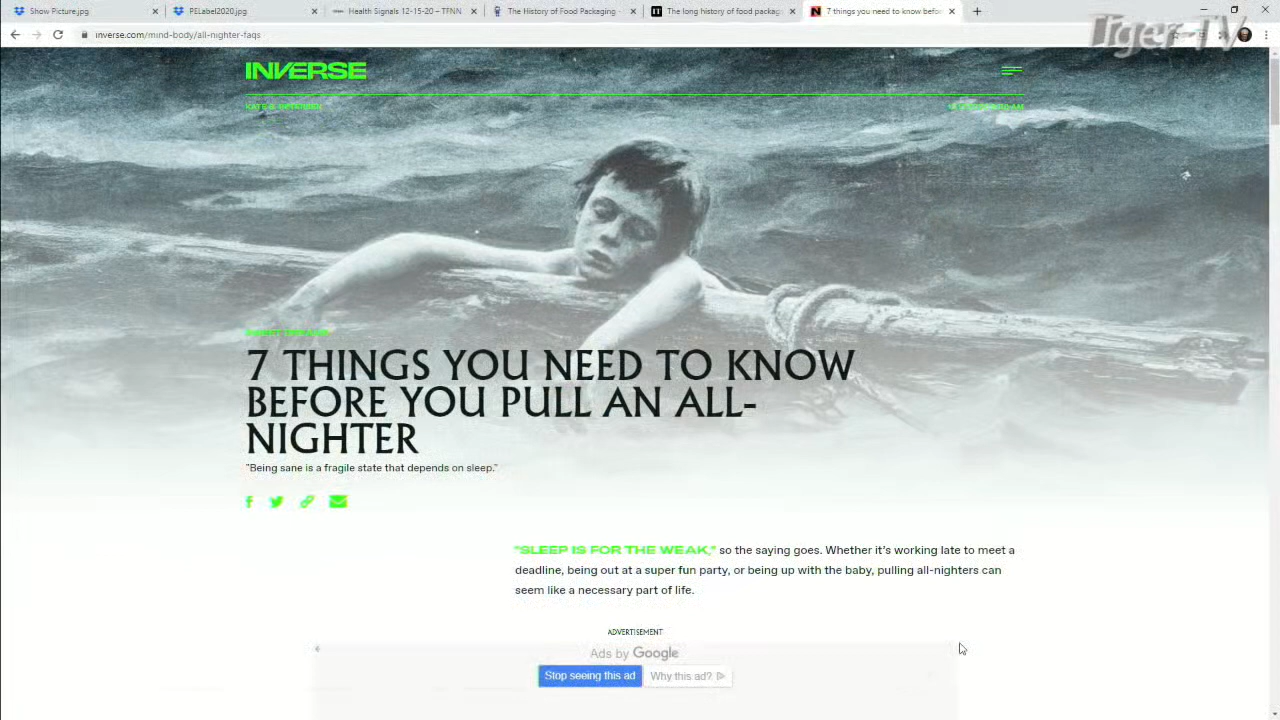 Show Picture.jpg
PELabel2020.jpg
Health Signals 12-15-20 – TFNN
The History of Food Packaging -
The long history of food packag
7 things you need to know befor
inverse.com/mind-body/all-nighter-faqs
Tiger TV
INVERSE
7 THINGS YOU NEED TO KNOW
BEFORE YOU PULL AN ALL-
NIGHTER
"Being sane is a fragile state that depends on sleep."
"SLEEP IS FOR THE WEAK," so the saying goes. Whether it's working late to meet a
deadline, being out at a super fun party, or being up with the baby, pulling all-nighters can
seem like a necessary part of life.
ADVERTISEMENT
Ads by Google
Stop seeing this ad
Why this ad?